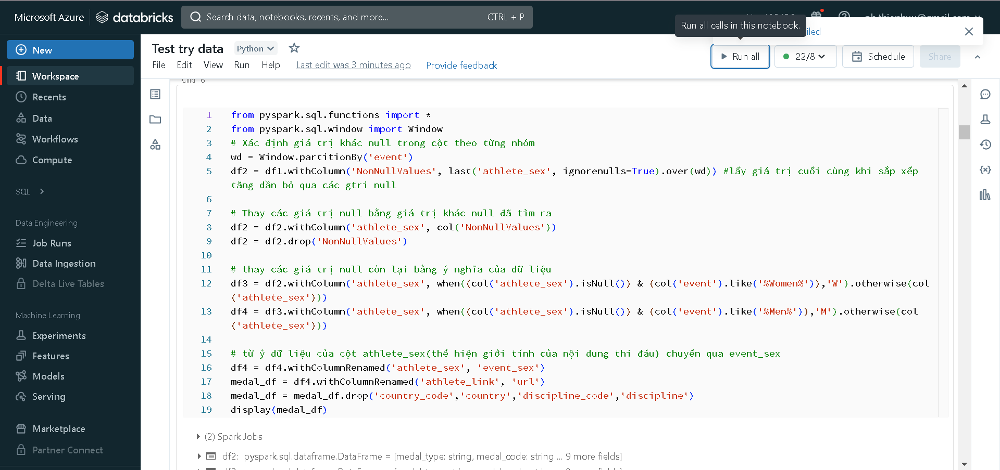 Microsoft Azure
databricks
Search data, notebooks, recents, and more...
CTRL + P
Run all cells in this notebook.
iled
New
Workspace
Recents
Data
Workflows
Compute
SQL
Data Engineering
Job Runs
Data Ingestion
Delta Live Tables
Machine Learning
Experiments
Features
Models
Serving
Marketplace
Partner Connect
Test try data
Python
File Edit View Run Help Last edit was 3 minutes ago Provide feedback
Run all
22/8
Schedule
Share
Cmd 6
1 from pyspark.sql.functions import *
2 from pyspark.sql.window import Window
3 # Xác định giá trị khác null trong cột theo từng nhóm
4 wd = Window.partitionBy('event')
5 df2 = df1.withColumn('NonNullValues', last('athlete_sex', ignorenulls=True).over(wd)) #lấy giá trị cuối cùng khi sắp xếp
tăng dần bỏ qua các gtri null
6
7 # Thay các giá trị null bằng giá trị khác null đã tìm ra
8 df2 = df2.withColumn('athlete_sex', col('NonNullValues'))
9 df2 = df2.drop('NonNullValues')
10
11 # thay các giá trị null còn lại bằng ý nghĩa của dữ liệu
12 df3 = df2.withColumn('athlete_sex', when((col('athlete_sex').isNull()) & (col('event').like('%Women%')),'W').otherwise(col
('athlete_sex')))
13 df4 = df3.withColumn('athlete_sex', when((col('athlete_sex').isNull()) & (col('event').like('%Men%')),'M').otherwise(col
('athlete_sex')))
14
15 # từ ý dữ liệu của cột athlete_sex(thể hiện giới tính của nội dung thi đấu) chuyển qua event_sex
16 df4 = df4.withColumnRenamed('athlete_sex', 'event_sex')
17 medal_df = df4.withColumnRenamed('athlete_link', 'url')
18 medal_df = medal_df.drop('country_code','country','discipline_code','discipline')
19 display(medal_df)
(2) Spark Jobs
df2: pyspark.sql.dataframe.DataFrame = [medal_type: string, medal_code: string ... 9 more fields]